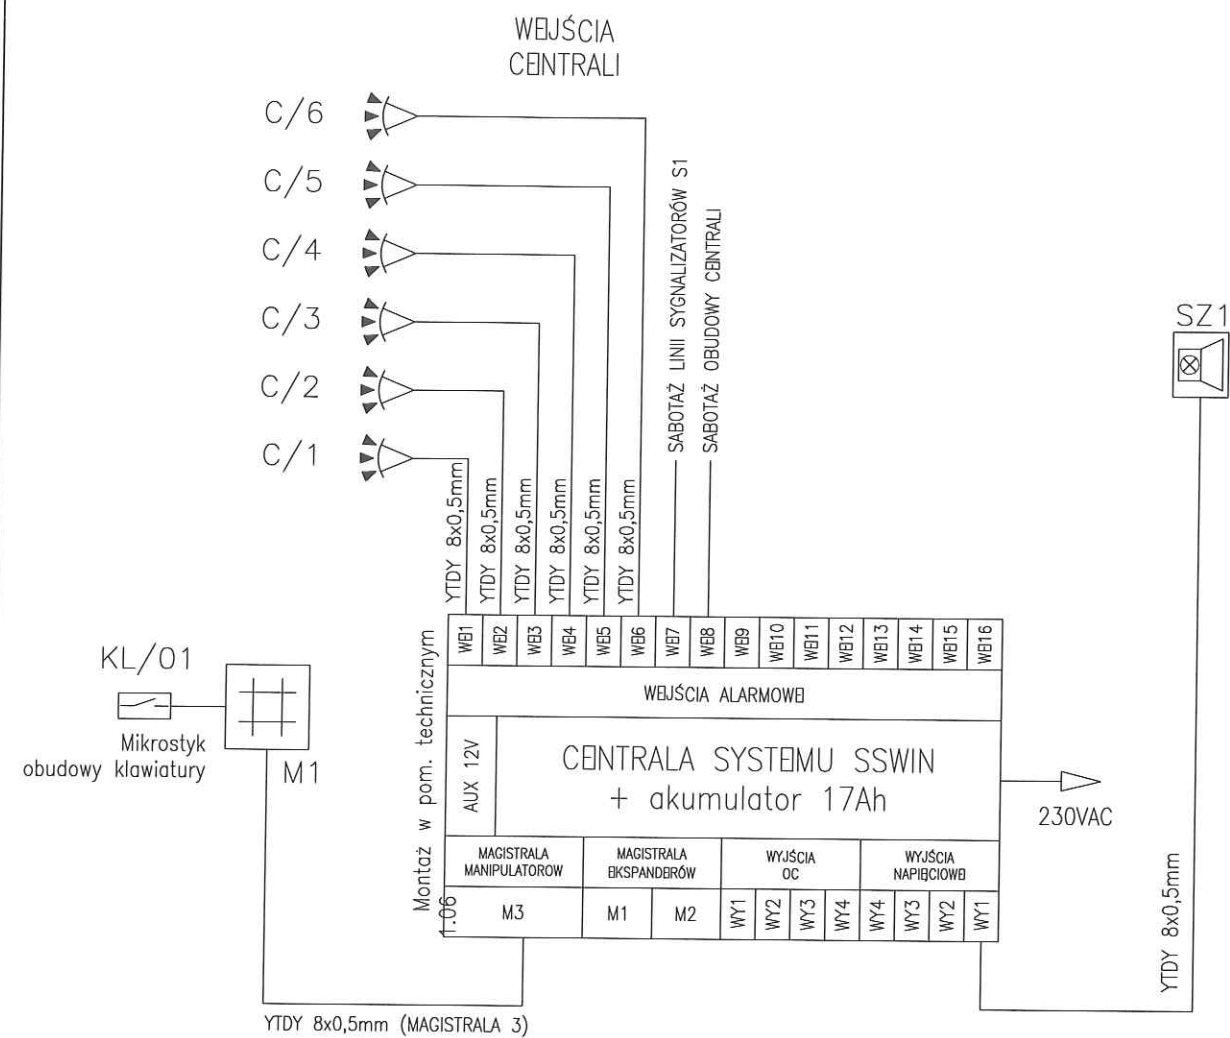 WEJŚCIA
CENTRALI
C/6
C/5
C/4
C/3
C/2
C/1
SABOTAŻ LINII SYGNALIZATORÓW S1
SABOTAŻ OBUDOWY CENTRALI
SZ1
YTDY 8x0,5mm
YTDY 8x0,5mm
YTDY 8x0,5mm
YTDY 8x0,5mm
YTDY 8x0,5mm
YTDY 8x0,5mm
WE1 WE2 WE3 WE4 WE5 WE6 WE7 WE8 WE9 WE10 WE11 WE12 WE13 WE14 WE15 WE16
WEJŚCIA ALARMOWE
KL/01
Mikrostyk
obudowy klawiatury
M1
Montaż w pom. technicznym
1.06
AUX 12V
CENTRALA SYSTEMU SSWIN
+ akumulator 17Ah
230VAC
MAGISTRALA
MANIPULATOROW
MAGISTRALA
EKSPANDERÓW
WYJŚCIA
OC
WYJŚCIA
NAPIĘCIOWE
M3 M1 M2 WY1 WY2 WY3 WY4 WY4 WY3 WY2 WY1
YTDY 8x0,5mm
YTDY 8x0,5mm (MAGISTRALA 3)